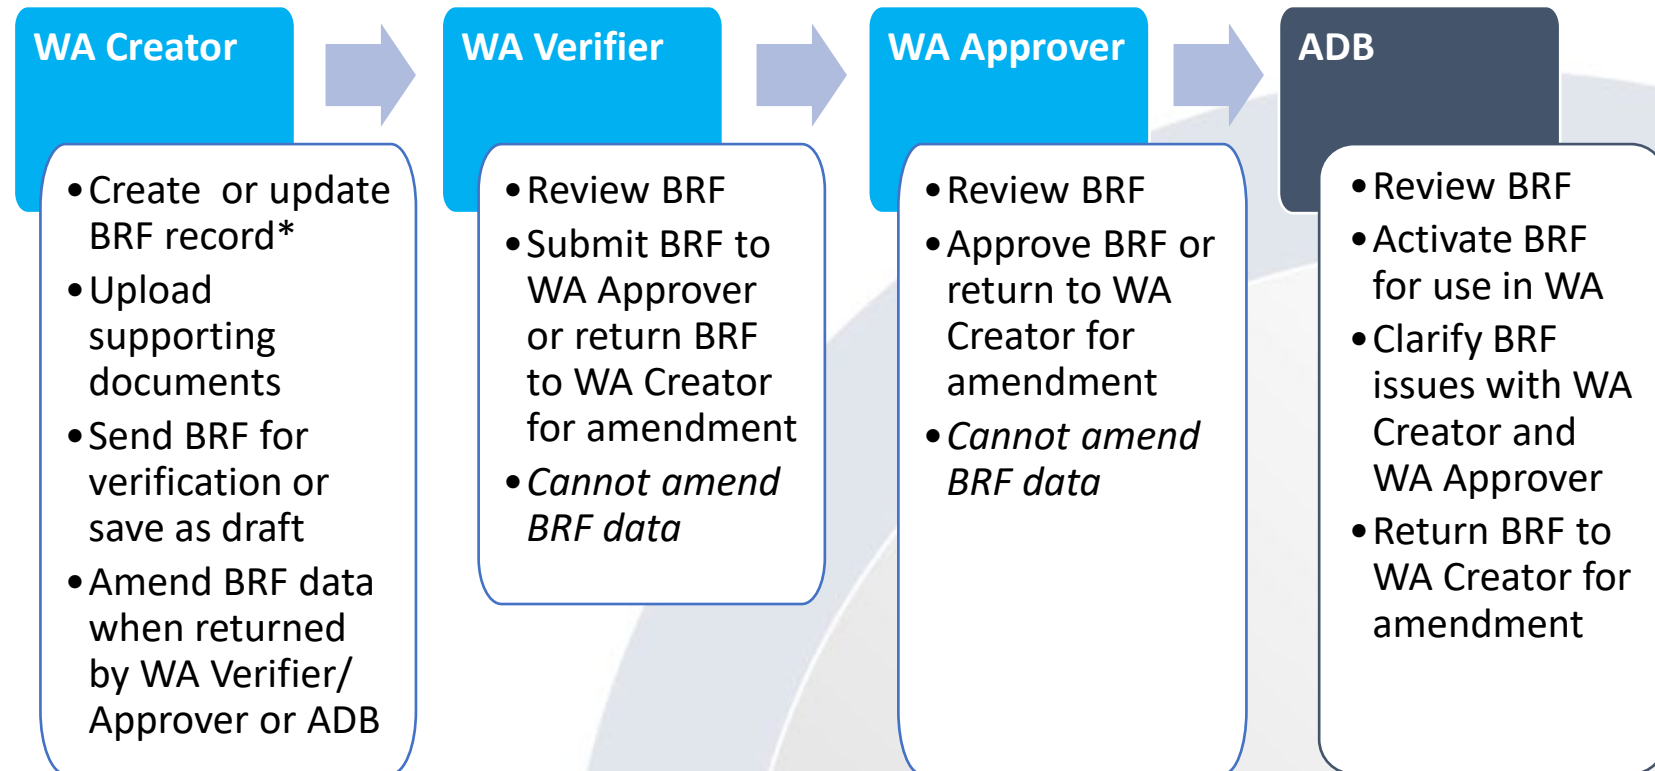 WA Creator
•Create  or update
BRF record*
•Upload
supporting
documents
•Send BRF for
verification or
save as draft
•Amend BRF data
when returned
by WA Verifier/
Approver or ADB
WA Verifier
•Review BRF
•Submit BRF to
WA Approver
or return BRF
to WA Creator
for amendment
•Cannot amend
BRF data
WA Approver
•Review BRF
•Approve BRF or
return to WA
Creator for
amendment
•Cannot amend
BRF data
ADB
•Review BRF
•Activate BRF
for use in WA
•Clarify BRF
issues with WA
Creator and
WA Approver
•Return BRF to
WA Creator for
amendment